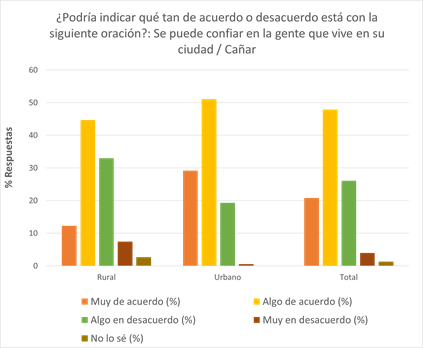 ¿Podría indicar qué tan de acuerdo o desacuerdo está con la
siguiente oración?: Se puede confiar en la gente que vive en su
ciudad / Cañar
60
50
40
30
20
10
0
% Respuestas
Rural Urbano Total
Muy de acuerdo (%) Algo de acuerdo (%)
Algo en desacuerdo (%) Muy en desacuerdo (%)
No lo sé (%)